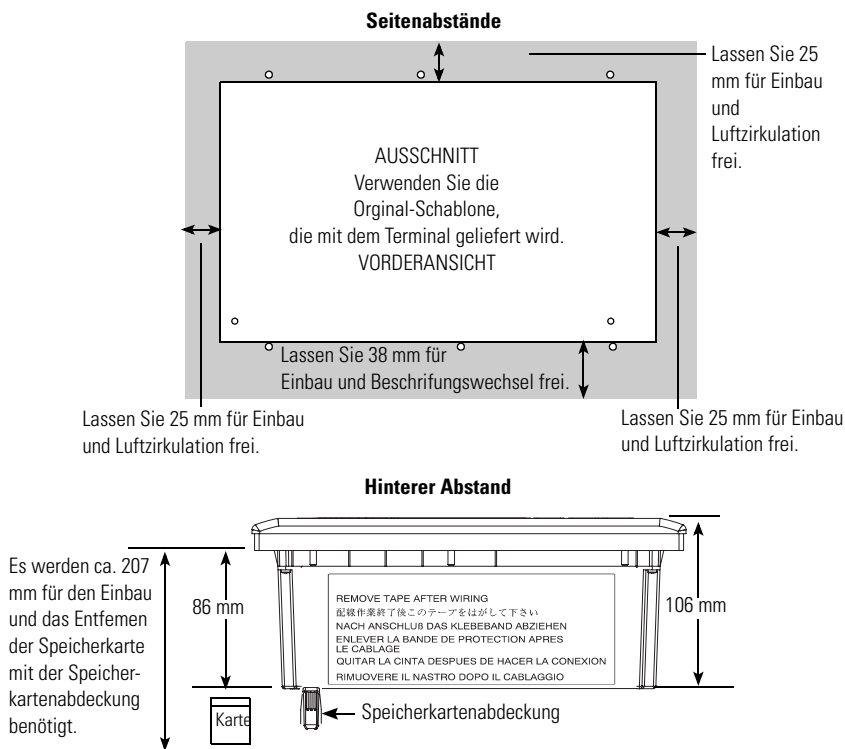 Seitenabstände
Lassen Sie 25
mm für Einbau
und
Luftzirkulation
frei.
AUSSCHNITT
Verwenden Sie die
Orginal-Schablone,
die mit dem Terminal geliefert wird.
VORDERANSICHT
Lassen Sie 38 mm für
Einbau und Beschrifungswechsel frei.
Lassen Sie 25 mm für Einbau
und Luftzirkulation frei.
Lassen Sie 25 mm für Einbau
und Luftzirkulation frei.
Hinterer Abstand
Es werden ca. 207
mm für den Einbau
und das Entfemen
der Speicherkarte
mit der Speicher-
kartenabdeckung
benötigt.
86 mm
REMOVE TAPE AFTER WIRING
配線作業終了後このテープをはがして下さい
NACH ANSCHLUß DAS KLEBEBAND ABZIEHEN
ENLEVER LA BANDE DE PROTECTION APRES
LE CABLAGE
QUITAR LA CINTA DESPUES DE HACER LA CONEXION
RIMUOVERE IL NASTRO DOPO IL CABLAGGIO
106 mm
Karte
Speicherkartenabdeckung